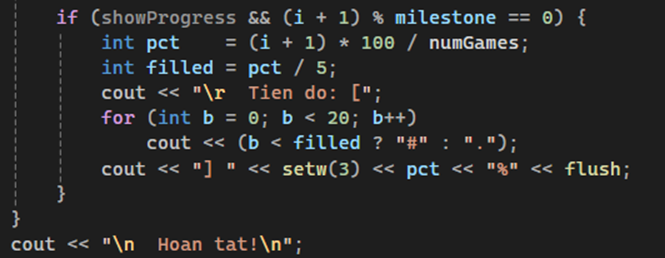 if (showProgress && (i + 1) % milestone == 0) {
int pct    = (i + 1) * 100 / numGames;
int filled = pct / 5;
cout << "\r  Tien do: [";
for (int b = 0; b < 20; b++)
cout << (b < filled ? "#" : ".");
cout << "] " << setw(3) << pct << "%" << flush;
}
}
cout << "\n  Hoan tat!\n";